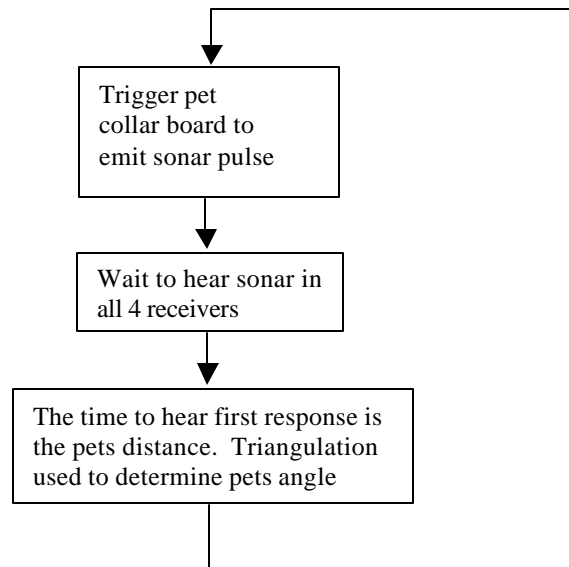 Trigger pet
collar board to
emit sonar pulse
Wait to hear sonar in
all 4 receivers
The time to hear first response is
the pets distance. Triangulation
used to determine pets angle